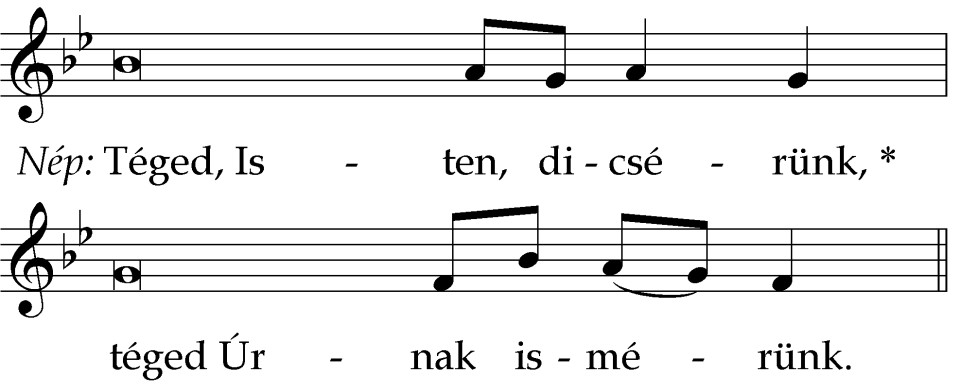 Nép: Téged, Is - ten, di - csé - rünk, *
téged Úr - nak is - mé - rünk.